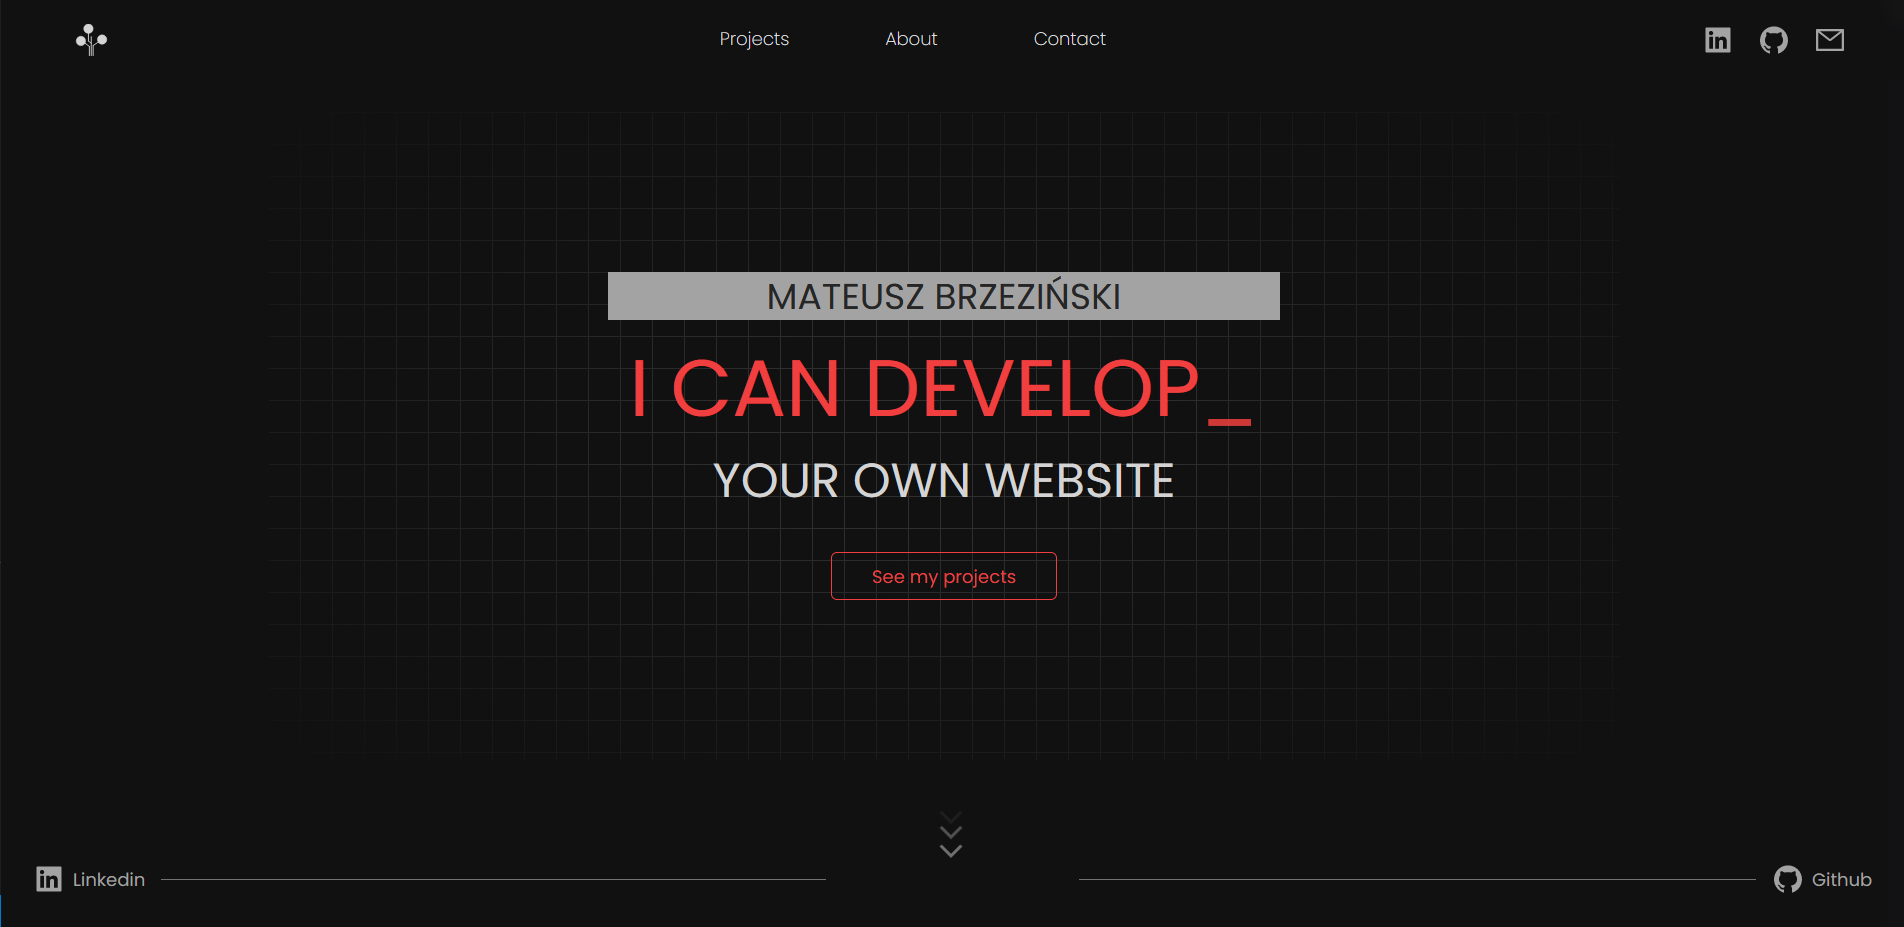 Projects
About
Contact
MATEUSZ BRZEZIŃSKI
I CAN DEVELOP_
YOUR OWN WEBSITE
See my projects
Linkedin
Github